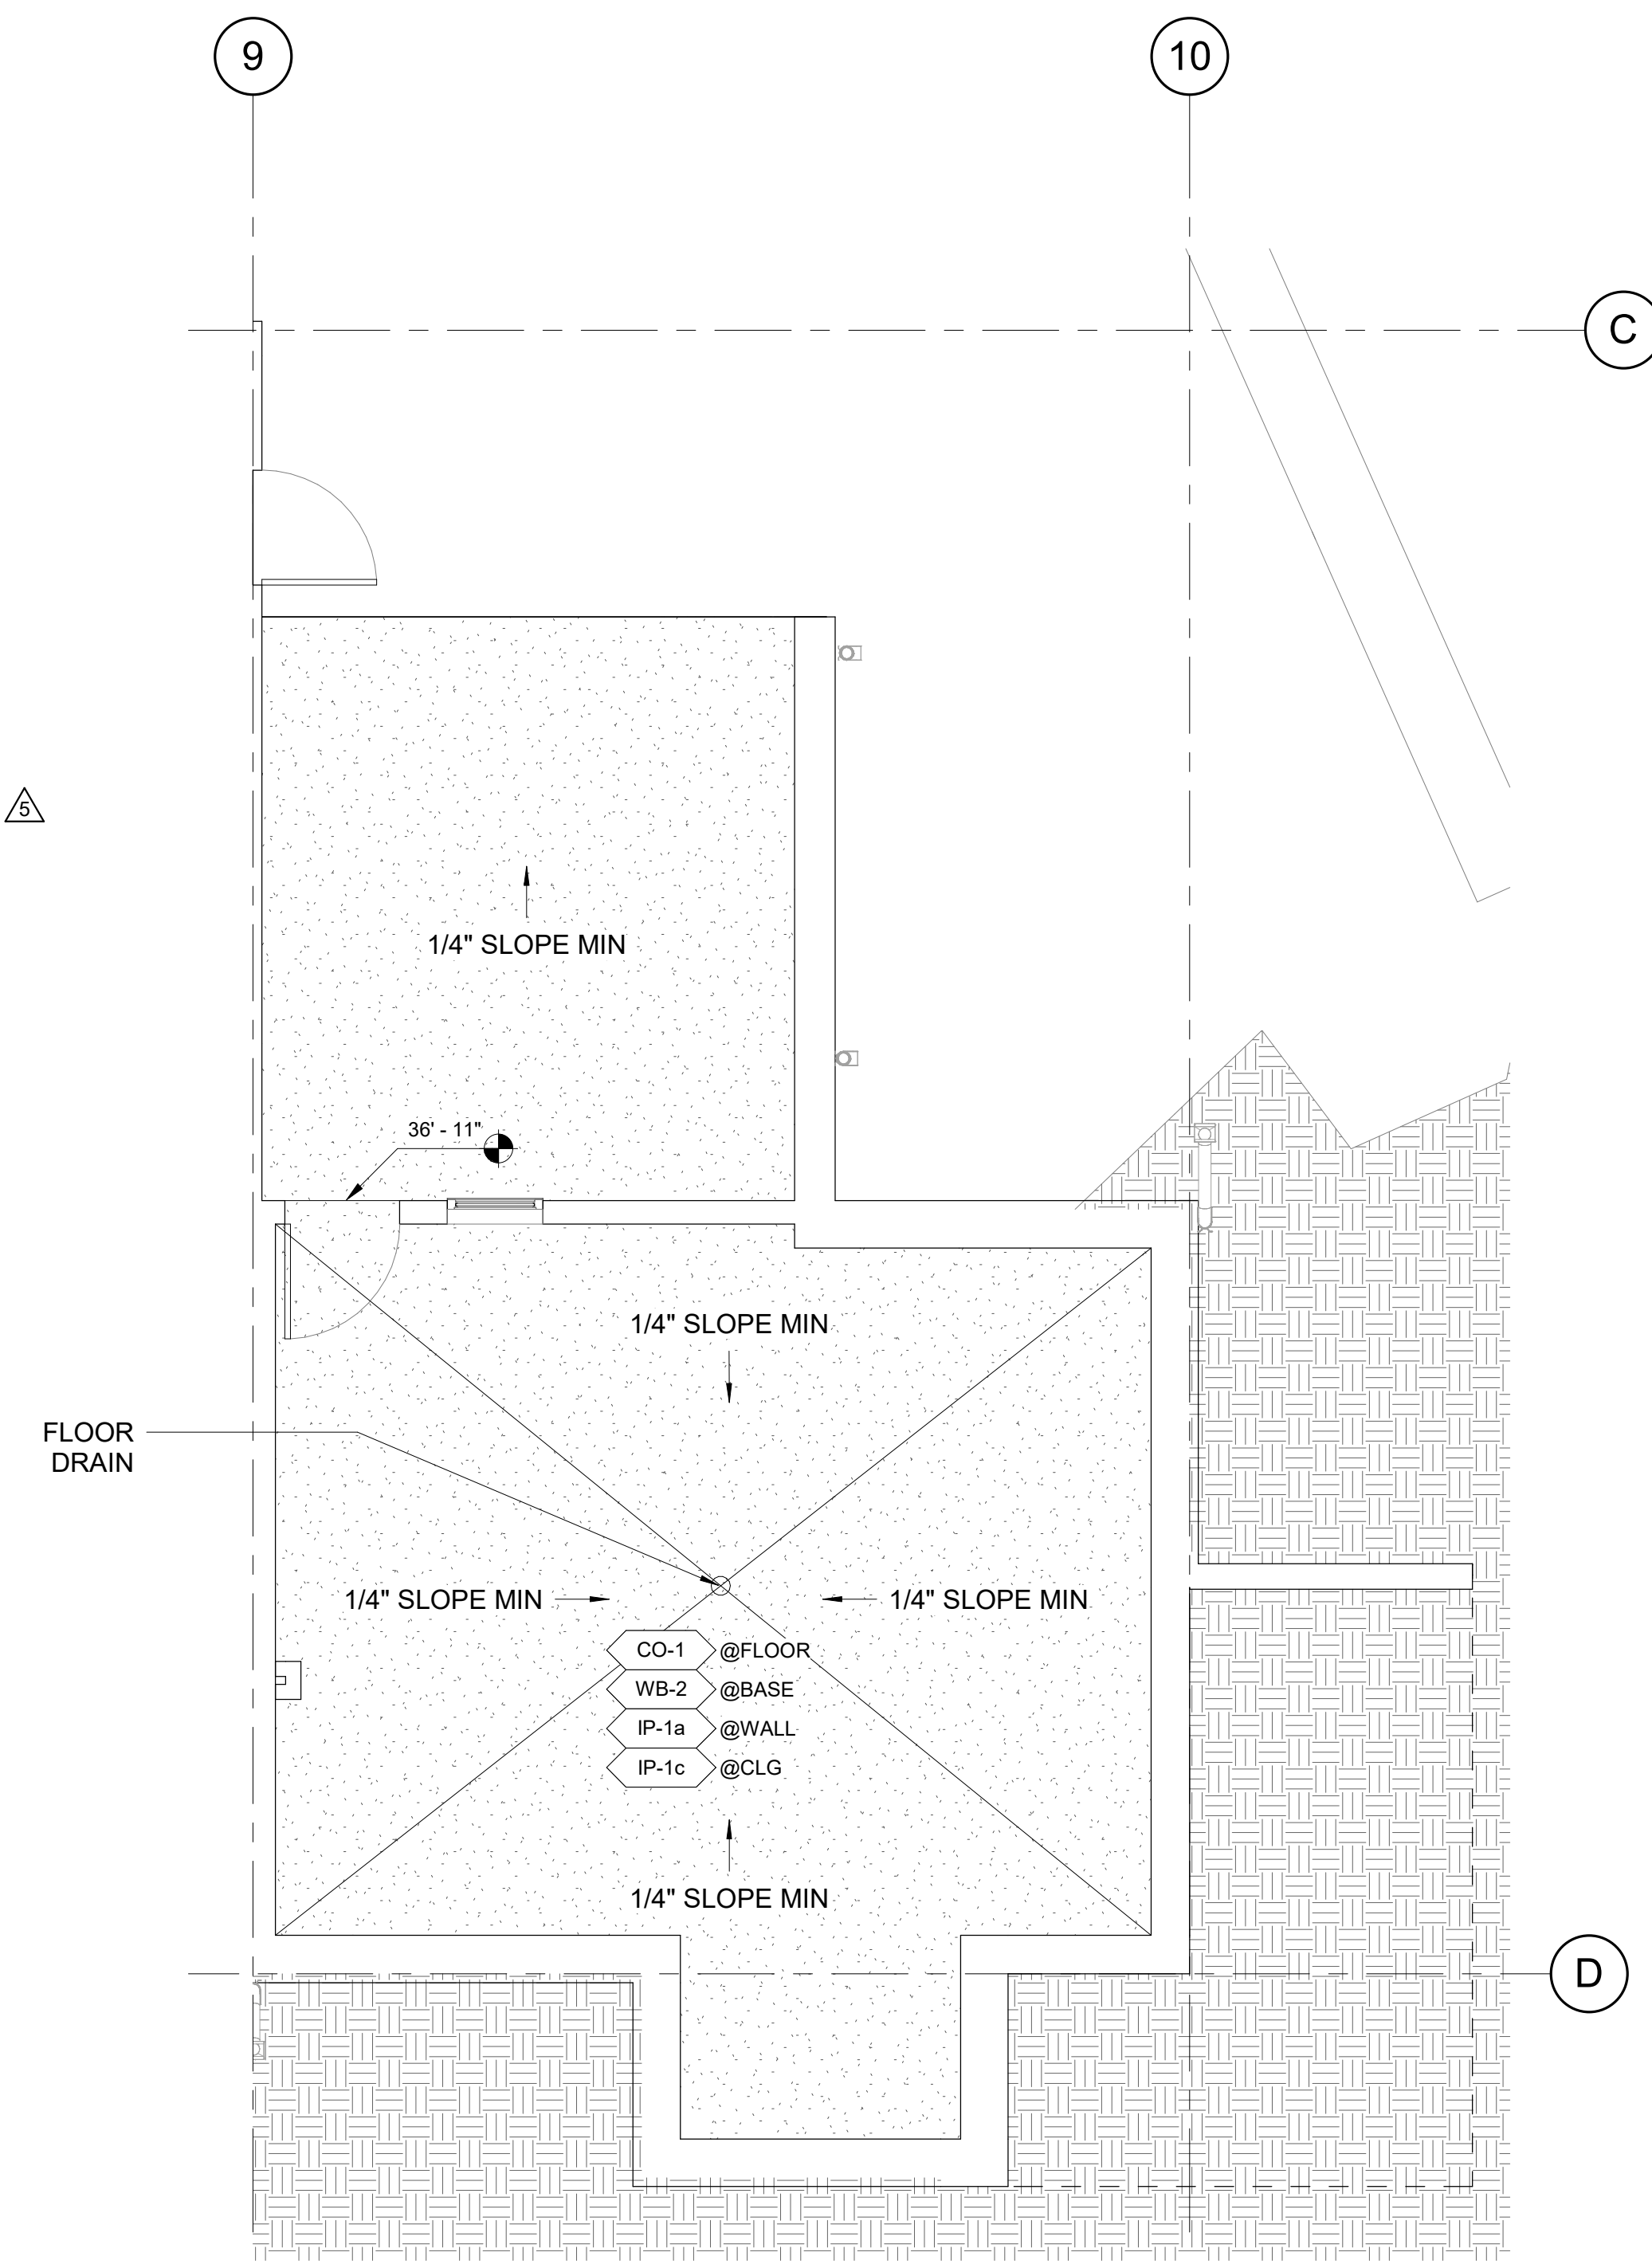 9
10
C
5
1/4" SLOPE MIN
36' - 11"
1/4" SLOPE MIN
FLOOR
DRAIN
1/4" SLOPE MIN
1/4" SLOPE MIN
CO-1 @FLOOR
WB-2 @BASE
IP-1a @WALL
IP-1c @CLG
1/4" SLOPE MIN
D